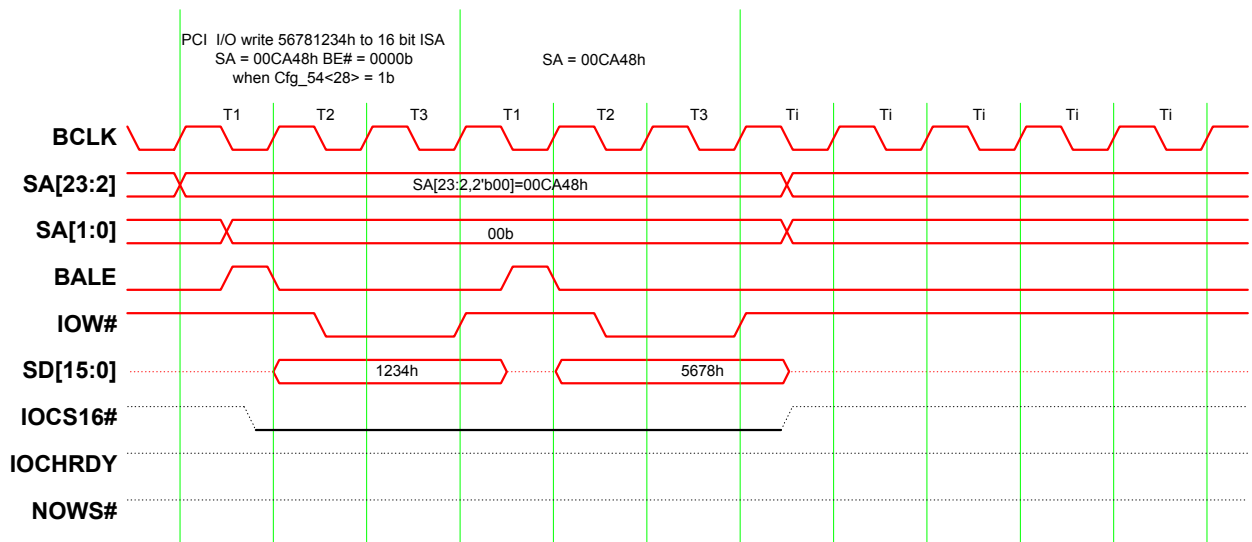 PCI I/O write 56781234h to 16 bit ISA
SA = 00CA48h BE# = 0000b
when Cfg_54<28> = 1b
SA = 00CA48h
T1 T2 T3 T1 T2 T3 Ti Ti Ti Ti Ti
BCLK
SA[23:2] SA[23:2,2'b00]=00CA48h
SA[1:0] 00b
BALE
IOW#
SD[15:0] 1234h 5678h
IOCS16#
IOCHRDY
NOWS#